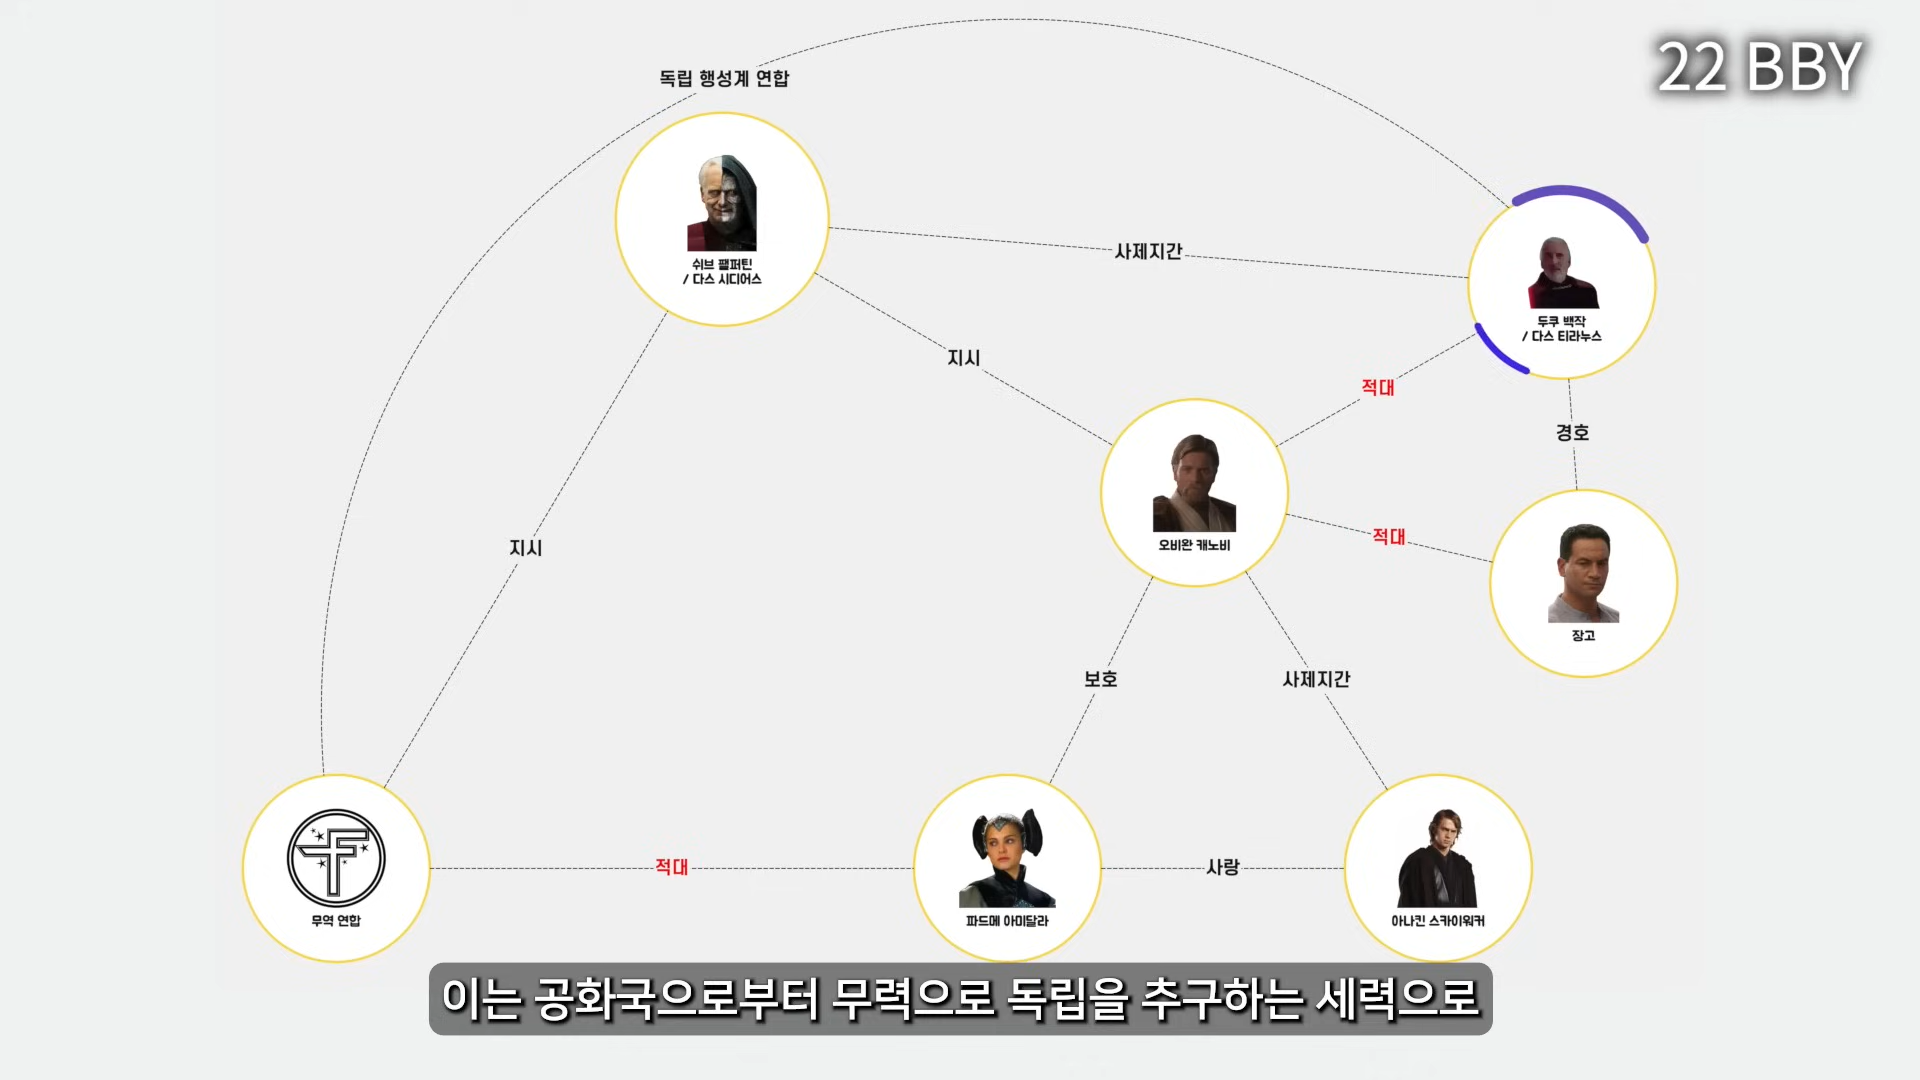 22 BBY
독립 행성계 연합
쉬브 팰퍼틴
/ 다스 시디어스
사제지간
두쿠 백작
/ 다스 티라누스
지시
적대
경호
오비완 캐노비
적대
장고
지시
보호
사제지간
무역 연합
적대
파드메 아미달라
사랑
아나킨 스카이워커
이는 공화국으로부터 무력으로 독립을 추구하는 세력으로